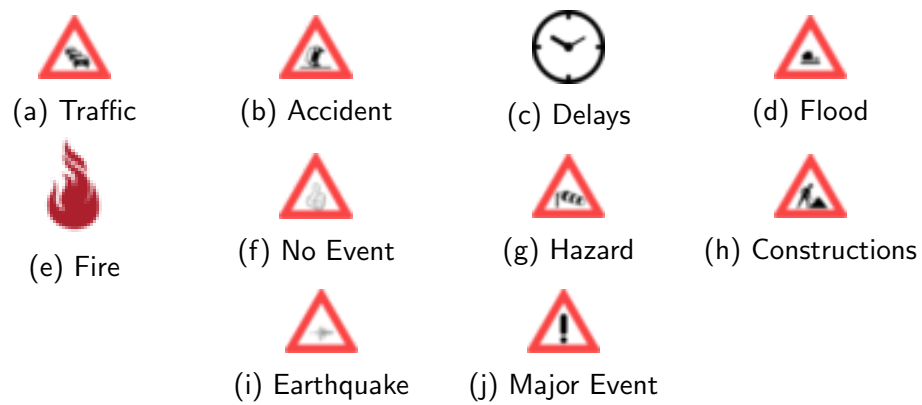 (a) Traffic
(b) Accident
(c) Delays
(d) Flood
(e) Fire
(f) No Event
(g) Hazard
(h) Constructions
(i) Earthquake
(j) Major Event